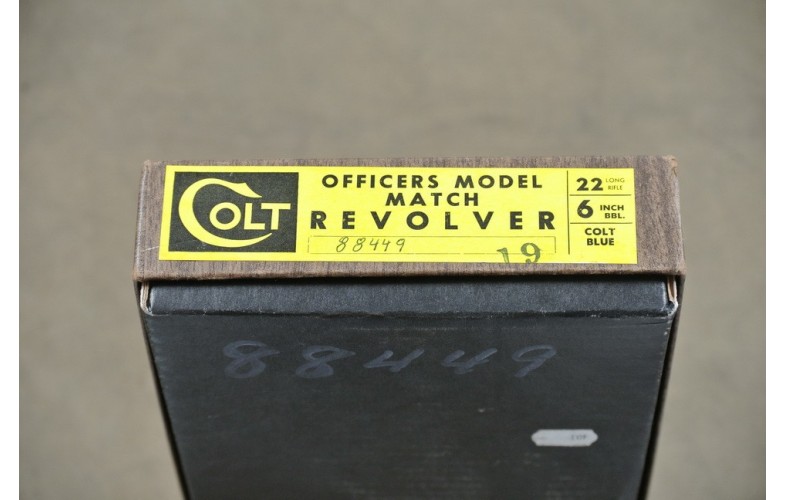 COLT
OFFICERS MODEL
MATCH
REVOLVER
88449
19
22 LONG RIFLE
6 INCH BBL.
COLT
BLUE
88449